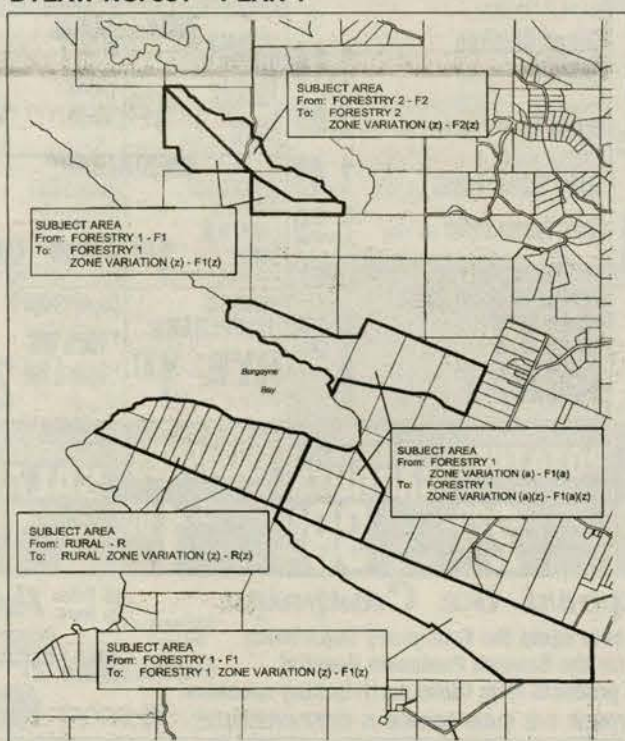 SUBJECT AREA
From: FORESTRY 2 - F2
To: FORESTRY 2
ZONE VARIATION (z) - F2(z)
SUBJECT AREA
From: FORESTRY 1 - F1
To: FORESTRY 1
ZONE VARIATION (z) - F1(z)
Burgoyne
Bay
SUBJECT AREA
From: FORESTRY 1
ZONE VARIATION (a) - F1(a)
To: FORESTRY 1
ZONE VARIATION (a)(z) - F1(a)(z)
SUBJECT AREA
From: RURAL - R
To: RURAL ZONE VARIATION (z) - R(z)
SUBJECT AREA
From: FORESTRY 1 - F1
To: FORESTRY 1 ZONE VARIATION (z) - F1(z)